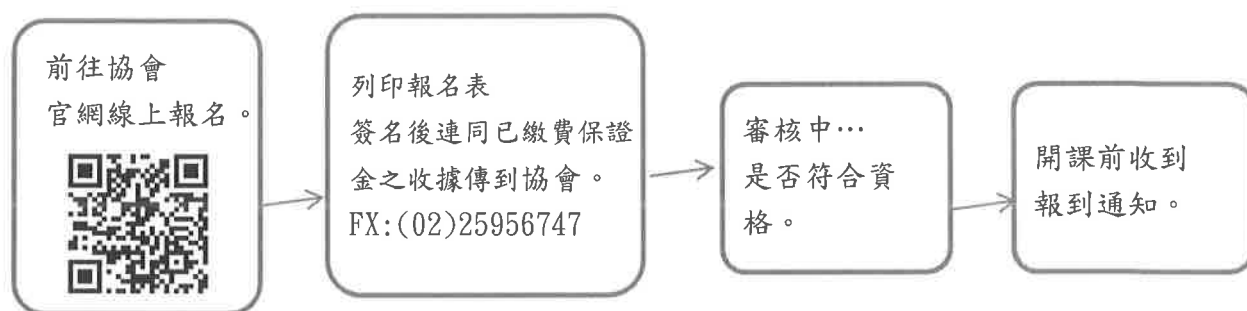 前往協會
官網線上報名。
列印報名表
簽名後連同已繳費保證
金之收據傳到協會。
FX:(02)25956747
審核中…
是否符合資
格。
開課前收到
報到通知。